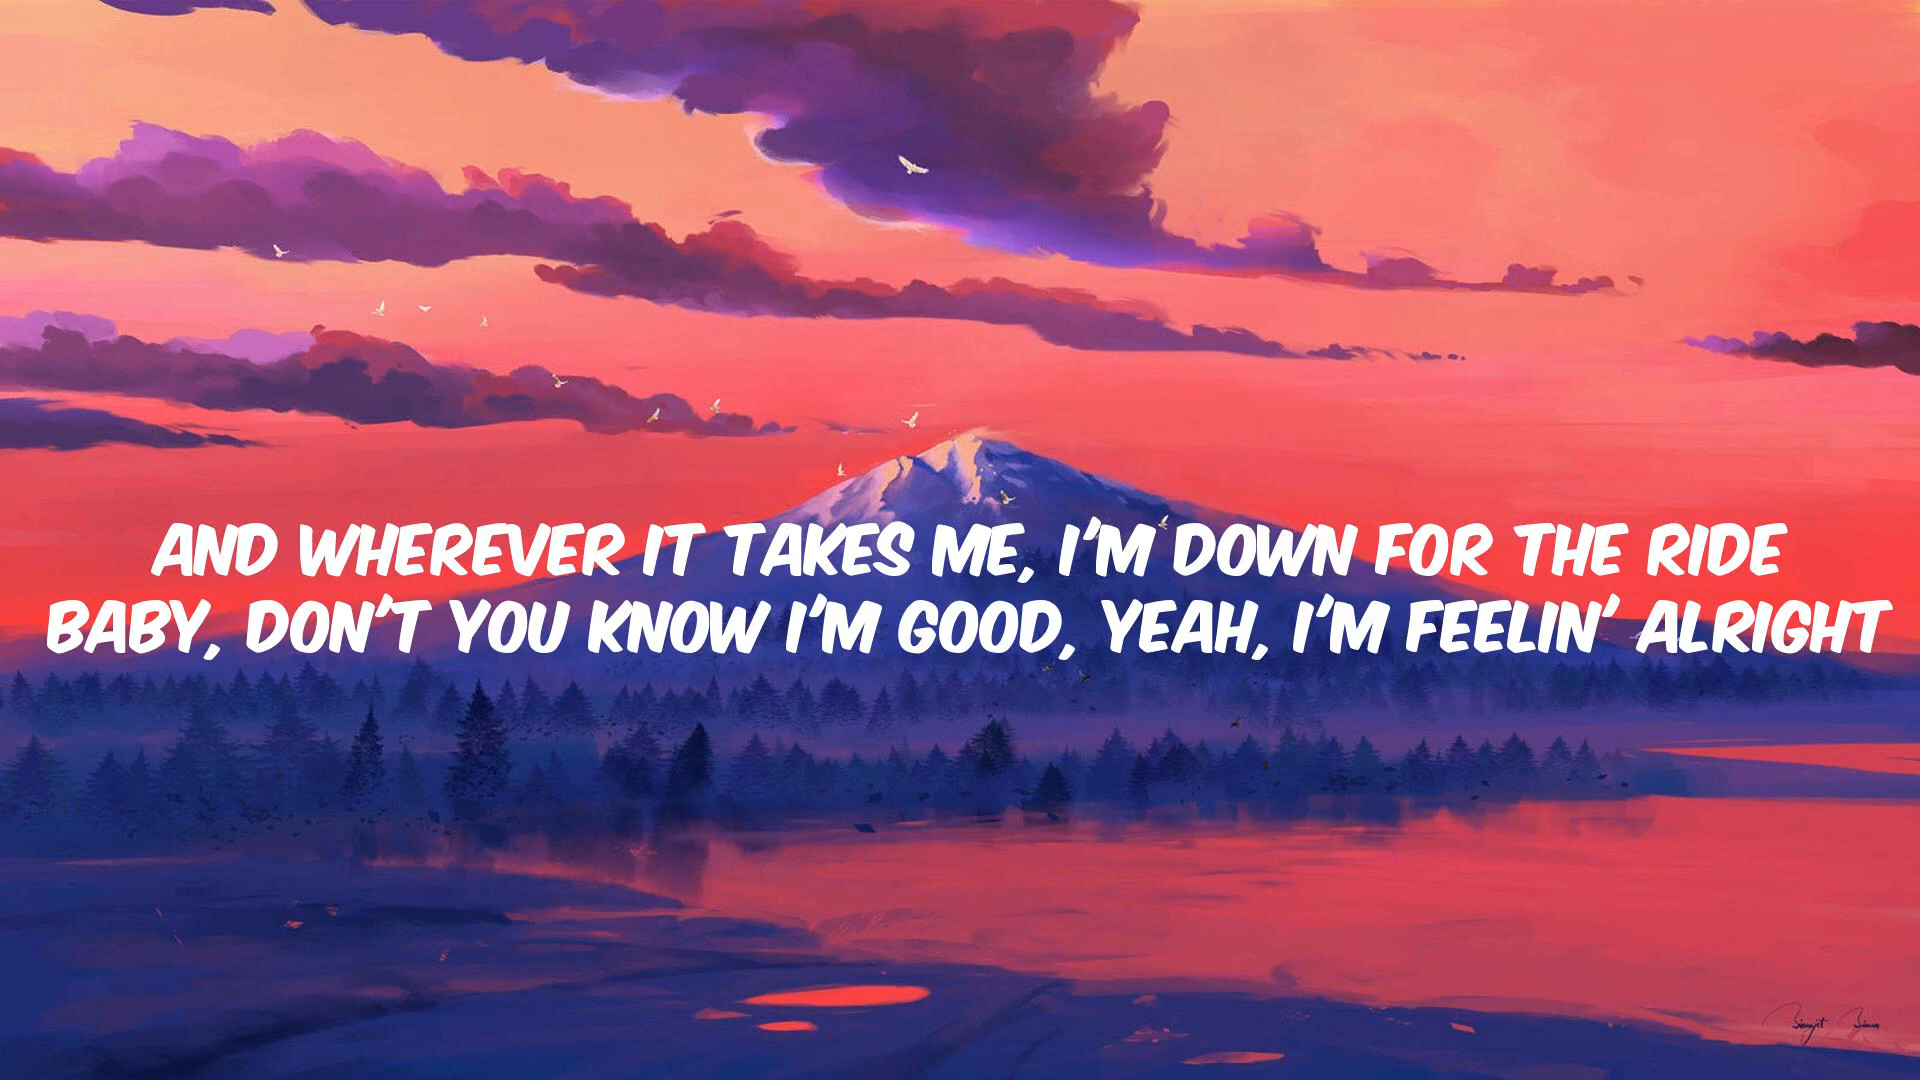 AND WHEREVER IT TAKES ME, I'M DOWN FOR THE RIDE
BABY, DON'T YOU KNOW I'M GOOD, YEAH, I'M FEELIN' ALRIGHT